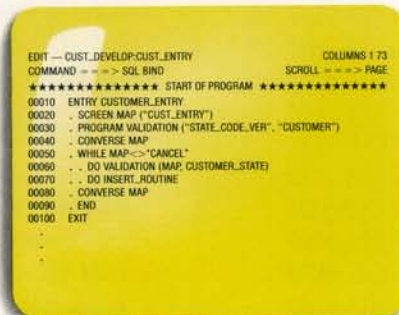 EDIT — CUST_DEVELOP:CUST_ENTRY COLUMNS 1 73
COMMAND = = = > SQL BIND SCROLL = = = > PAGE
★★★★★★★★★★★★★★ START OF PROGRAM ★★★★★★★★★★★★★★
00010 ENTRY CUSTOMER_ENTRY
00020 . SCREEN MAP ("CUST_ENTRY")
00030 . PROGRAM VALIDATION ("STATE_CODE_VER", "CUSTOMER")
00040 . CONVERSE MAP
00050 . WHILE MAP<>"CANCEL"
00060 . . DO VALIDATION (MAP, CUSTOMER_STATE)
00070 . . DO INSERT_ROUTINE
00080 . CONVERSE MAP
00090 . END
00100 EXIT
.
.
.